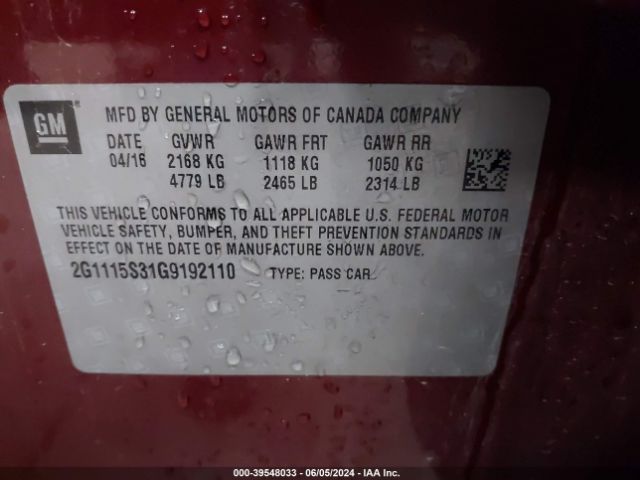 GM
MFD BY GENERAL MOTORS OF CANADA COMPANY
DATE GVWR GAWR FRT GAWR RR
04/16 2168 KG 1118 KG 1050 KG
4779 LB 2465 LB 2314 LB
THIS VEHICLE CONFORMS TO ALL APPLICABLE U.S. FEDERAL MOTOR
VEHICLE SAFETY, BUMPER, AND THEFT PREVENTION STANDARDS IN
EFFECT ON THE DATE OF MANUFACTURE SHOWN ABOVE.
2G1115S31G9192110 TYPE: PASS CAR
000-39548033 - 06/05/2024 - IAA Inc.